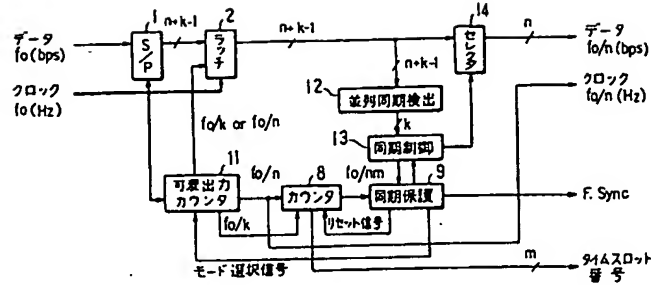 データ
fo(bps)
クロック
fo(Hz)
1
S/P
n+k-1
2
ラッチ
n+k-1
n+k-1
14
セレクタ
n
データ
fo/n(bps)
クロック
fo/n(Hz)
12
並列同期検出
k
13
同期制御
fo/k or fo/n
11
可変出力
カウンタ
fo/n
fo/k
8
カウンタ
fo/nm
9
同期保護
リセット信号
モード選択信号
F. Sync
m
タイムスロット
番号